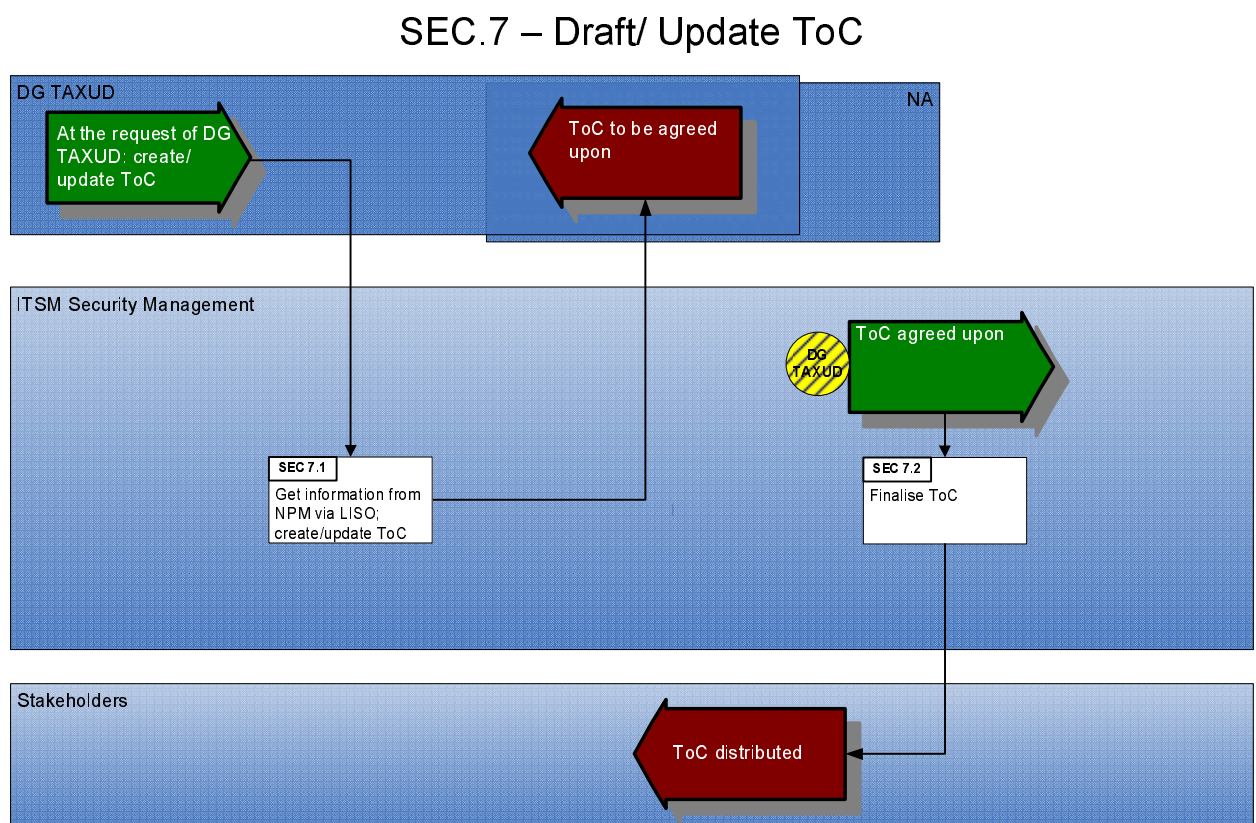 SEC.7 – Draft/ Update ToC
DG TAXUD
NA
At the request of DG
TAXUD: create/
update ToC
ToC to be agreed
upon
ITSM Security Management
ToC agreed upon
DG
TAXUD
SEC 7.1
Get information from
NPM via LISO;
create/update ToC
SEC 7.2
Finalise ToC
Stakeholders
ToC distributed